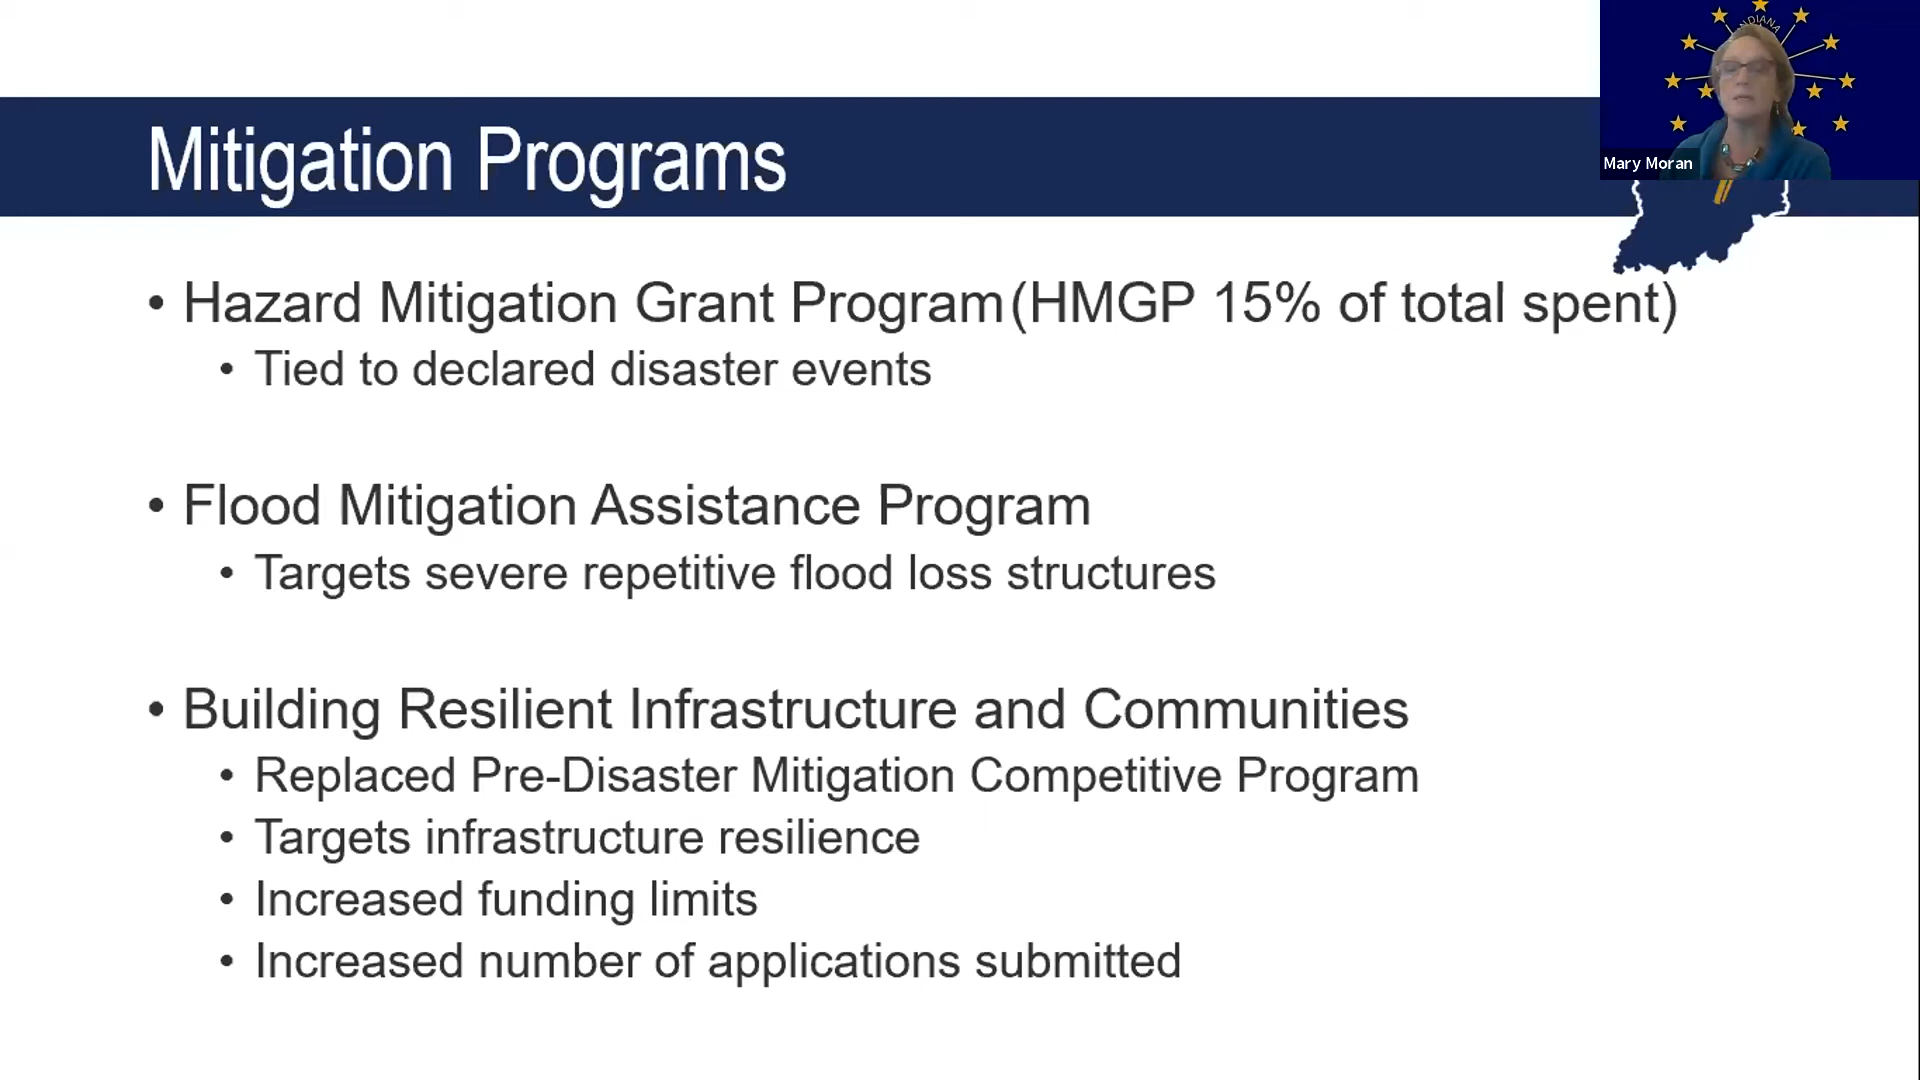 INDIANA
Mary Moran
Mitigation Programs
• Hazard Mitigation Grant Program (HMGP 15% of total spent)
• Tied to declared disaster events
• Flood Mitigation Assistance Program
• Targets severe repetitive flood loss structures
• Building Resilient Infrastructure and Communities
• Replaced Pre-Disaster Mitigation Competitive Program
• Targets infrastructure resilience
• Increased funding limits
• Increased number of applications submitted